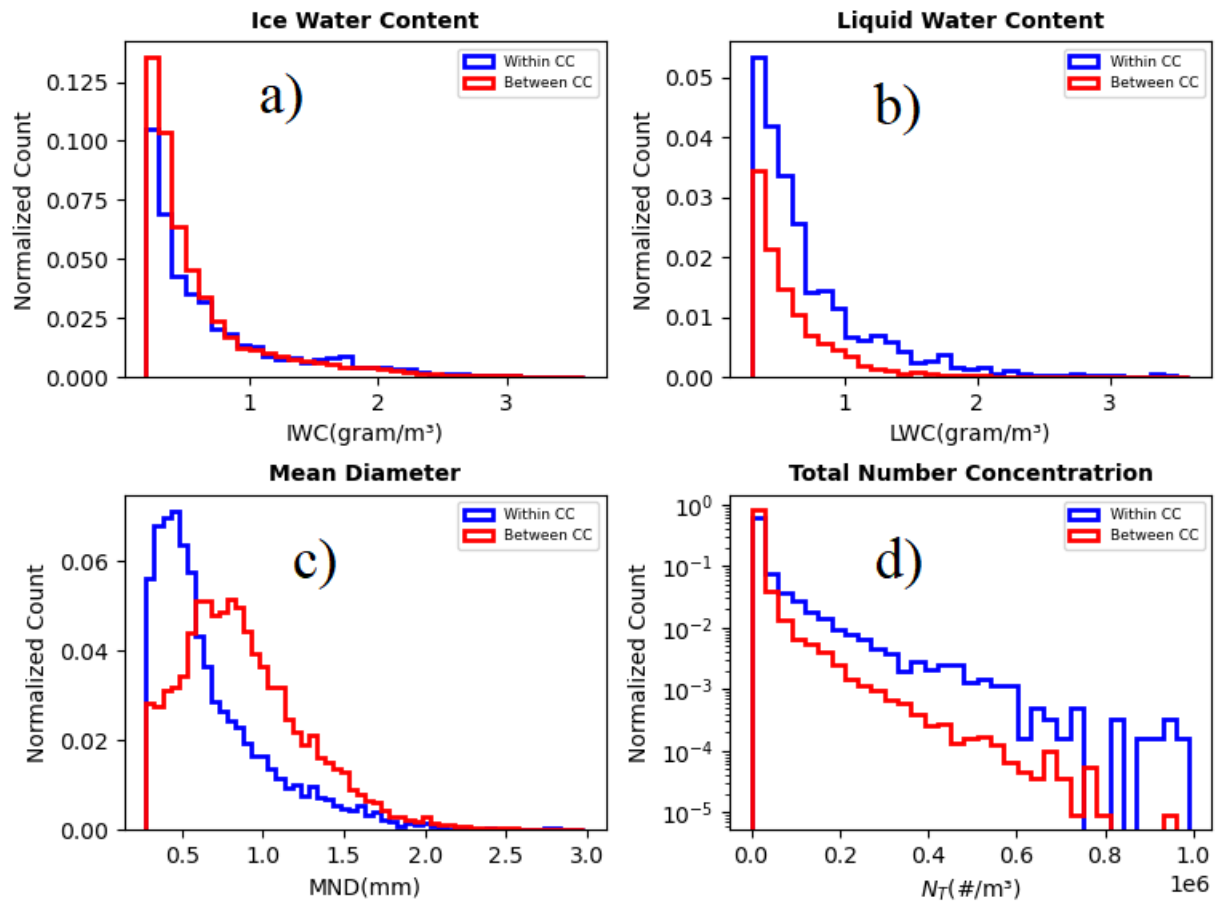 Ice Water Content
Normalized Count
0.125
0.100
0.075
0.050
0.025
0.000
a)
Within CC
Between CC
1
2
3
IWC(gram/m³)
Liquid Water Content
Normalized Count
0.05
0.04
0.03
0.02
0.01
0.00
b)
Within CC
Between CC
1
2
3
LWC(gram/m³)
Mean Diameter
Normalized Count
0.06
0.04
0.02
0.00
c)
Within CC
Between CC
0.5
1.0
1.5
2.0
2.5
3.0
MND(mm)
Total Number Concentratrion
Normalized Count
10⁰
10⁻¹
10⁻²
10⁻³
10⁻⁴
10⁻⁵
d)
Within CC
Between CC
0.0
0.2
0.4
0.6
0.8
1.0
1e6
N_T(#/m³)